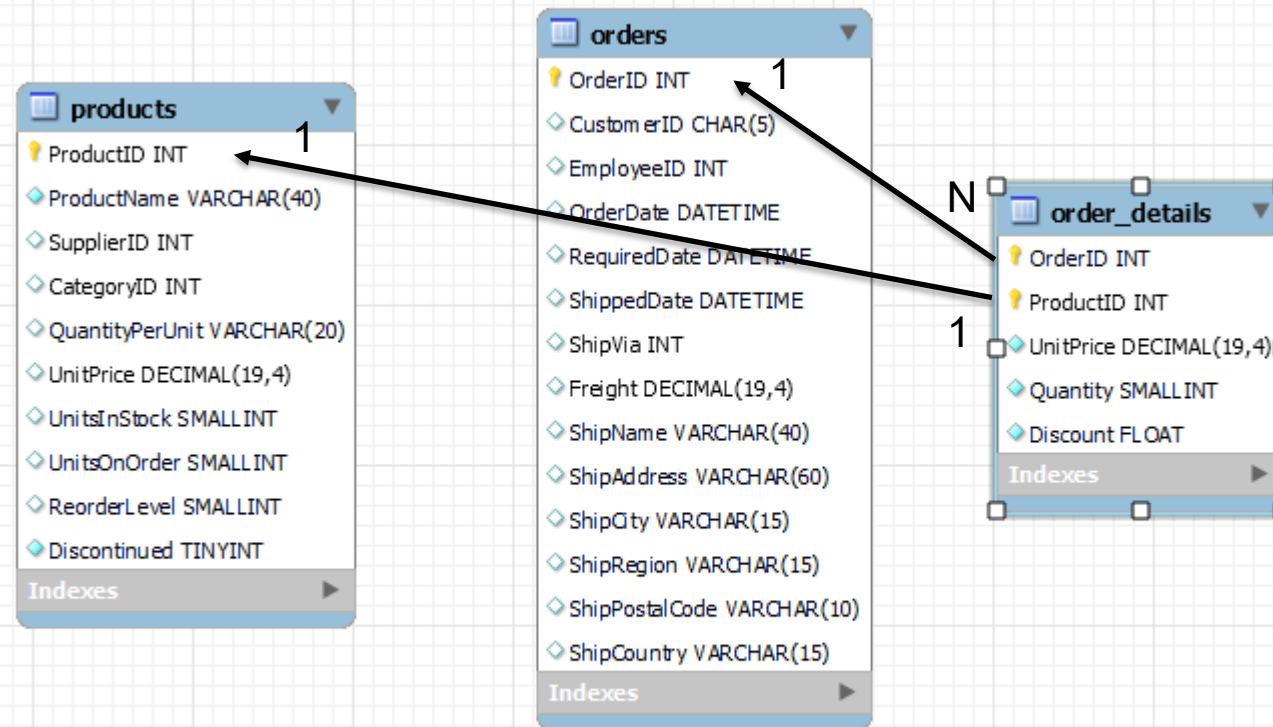 products
1
ProductID INT
ProductName VARCHAR(40)
SupplierID INT
CategoryID INT
QuantityPerUnit VARCHAR(20)
UnitPrice DECIMAL(19,4)
UnitsInStock SMALLINT
UnitsOnOrder SMALLINT
ReorderLevel SMALLINT
Discontinued TINYINT
Indexes
orders
1
OrderID INT
CustomerID CHAR(5)
EmployeeID INT
OrderDate DATETIME
RequiredDate DATETIME
ShippedDate DATETIME
ShipVia INT
Freight DECIMAL(19,4)
ShipName VARCHAR(40)
ShipAddress VARCHAR(60)
ShipCity VARCHAR(15)
ShipRegion VARCHAR(15)
ShipPostalCode VARCHAR(10)
ShipCountry VARCHAR(15)
Indexes
N
order_details
OrderID INT
ProductID INT
1
UnitPrice DECIMAL(19,4)
Quantity SMALLINT
Discount FLOAT
Indexes